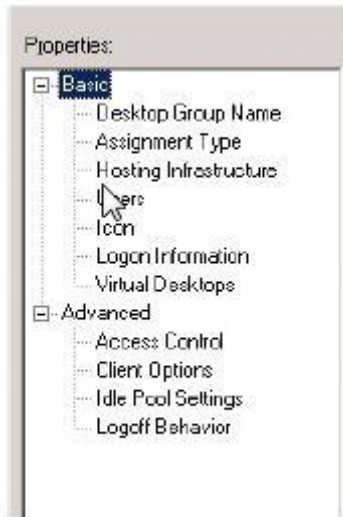 Properties:
Basic
Desktop Group Name
Assignment Type
Hosting Infrastructure
Users
Icon
Logon Information
Virtual Desktops
Advanced
Access Control
Client Options
Idle Pool Settings
Logoff Behavior